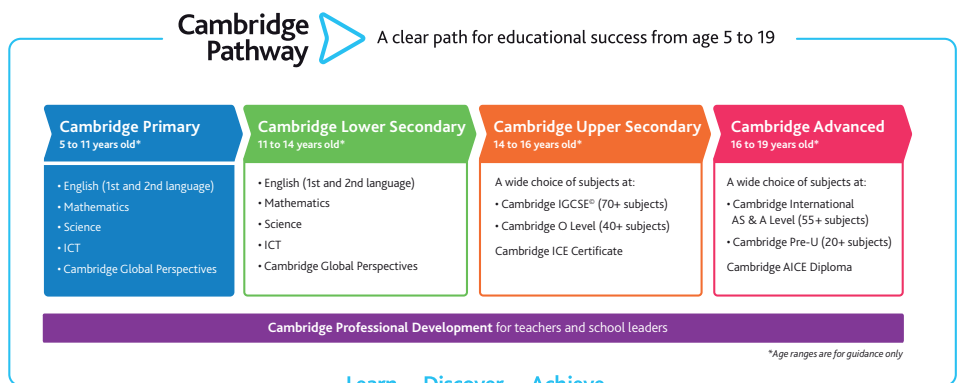 Cambridge
Pathway
A clear path for educational success from age 5 to 19
Cambridge Primary
5 to 11 years old*
• English (1st and 2nd language)
• Mathematics
• Science
• ICT
• Cambridge Global Perspectives
Cambridge Lower Secondary
11 to 14 years old*
• English (1st and 2nd language)
• Mathematics
• Science
• ICT
• Cambridge Global Perspectives
Cambridge Upper Secondary
14 to 16 years old*
A wide choice of subjects at:
• Cambridge IGCSE© (70+ subjects)
• Cambridge O Level (40+ subjects)
Cambridge ICE Certificate
Cambridge Advanced
16 to 19 years old*
A wide choice of subjects at:
• Cambridge International
AS & A Level (55+ subjects)
• Cambridge Pre-U (20+ subjects)
Cambridge AICE Diploma
Cambridge Professional Development for teachers and school leaders
*Age ranges are for guidance only
Learn Discover Achieve